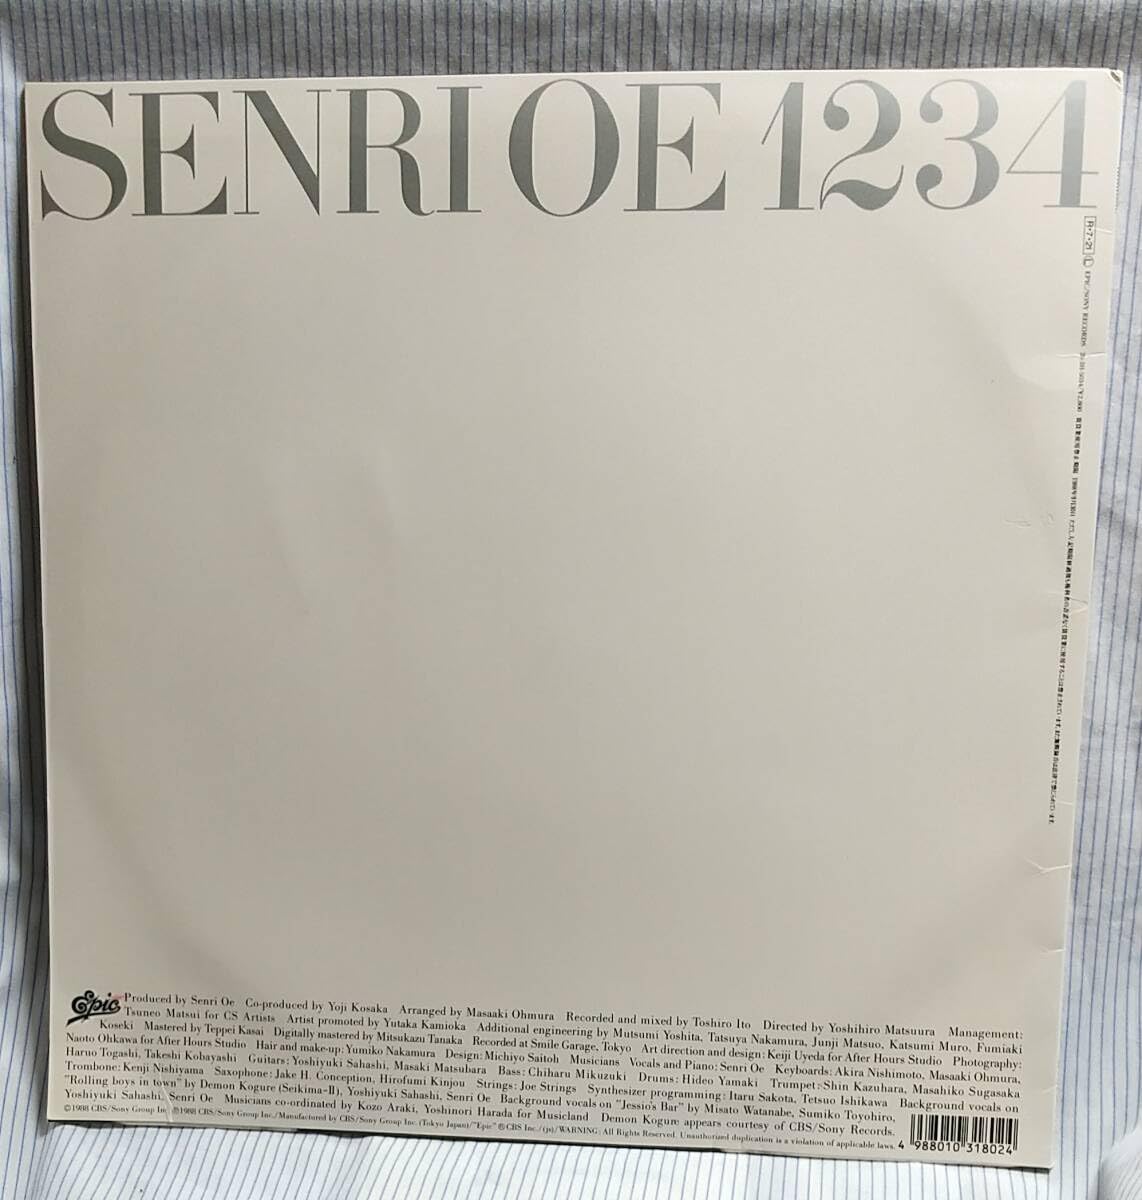 SENRI OE 1234
R・7・21 Ⓛ EPIC/SONY RECORDS ¥2,800
Epic
Produced by Senri Oe Co-produced by Yoji Kosaka Arranged by Masaaki Ohmura Recorded and mixed by Toshiro Ito Directed by Yoshihiro Matsuura Management:
Tsuneo Matsui for CS Artists Artist promoted by Yutaka Kamioka Additional engineering by Mutsumi Yoshita, Tatsuya Nakamura, Junji Matsuo, Katsumi Muro, Fumiaki
Koseki Mastered by Teppei Kasai Digitally mastered by Mitsukazu Tanaka Recorded at Smile Garage, Tokyo Art direction and design: Keiji Uyeda for After Hours Studio Photography:
Naoto Ohkawa for After Hours Studio Hair and make-up: Yumiko Nakamura Design: Michiyo Saitoh Musicians Vocals and Piano: Senri Oe Keyboards: Akira Nishimoto, Masaaki Ohmura,
Haruo Togashi, Takeshi Kobayashi Guitars: Yoshiyuki Sahashi, Masaki Matsubara Bass: Chiharu Mikuzuki Drums: Hideo Yamaki Trumpet: Shin Kazuhara, Masahiko Sugasaka
Trombone: Kenji Nishiyama Saxophone: Jake H. Conception, Hirofumi Kinjou Strings: Joe Strings Synthesizer programming: Itaru Sakota, Tetsuo Ishikawa Background vocals on
"Rolling boys in town" by Demon Kogure (Seikima-II), Yoshiyuki Sahashi, Senri Oe Background vocals on "Jessio's Bar" by Misato Watanabe, Sumiko Toyohiro,
Yoshiyuki Sahashi, Senri Oe Musicians co-ordinated by Kozo Araki, Yoshinori Harada for Musicland Demon Kogure appears courtesy of CBS/Sony Records.
©1988 CBS/Sony Group Inc. ℗1988 CBS/Sony Group Inc./Manufactured by CBS/Sony Group Inc. (Tokyo Japan)/"Epic" ®CBS Inc./(jp)/WARNING: All Rights Reserved. Unauthorized duplication is a violation of applicable laws.
4 988010 318024